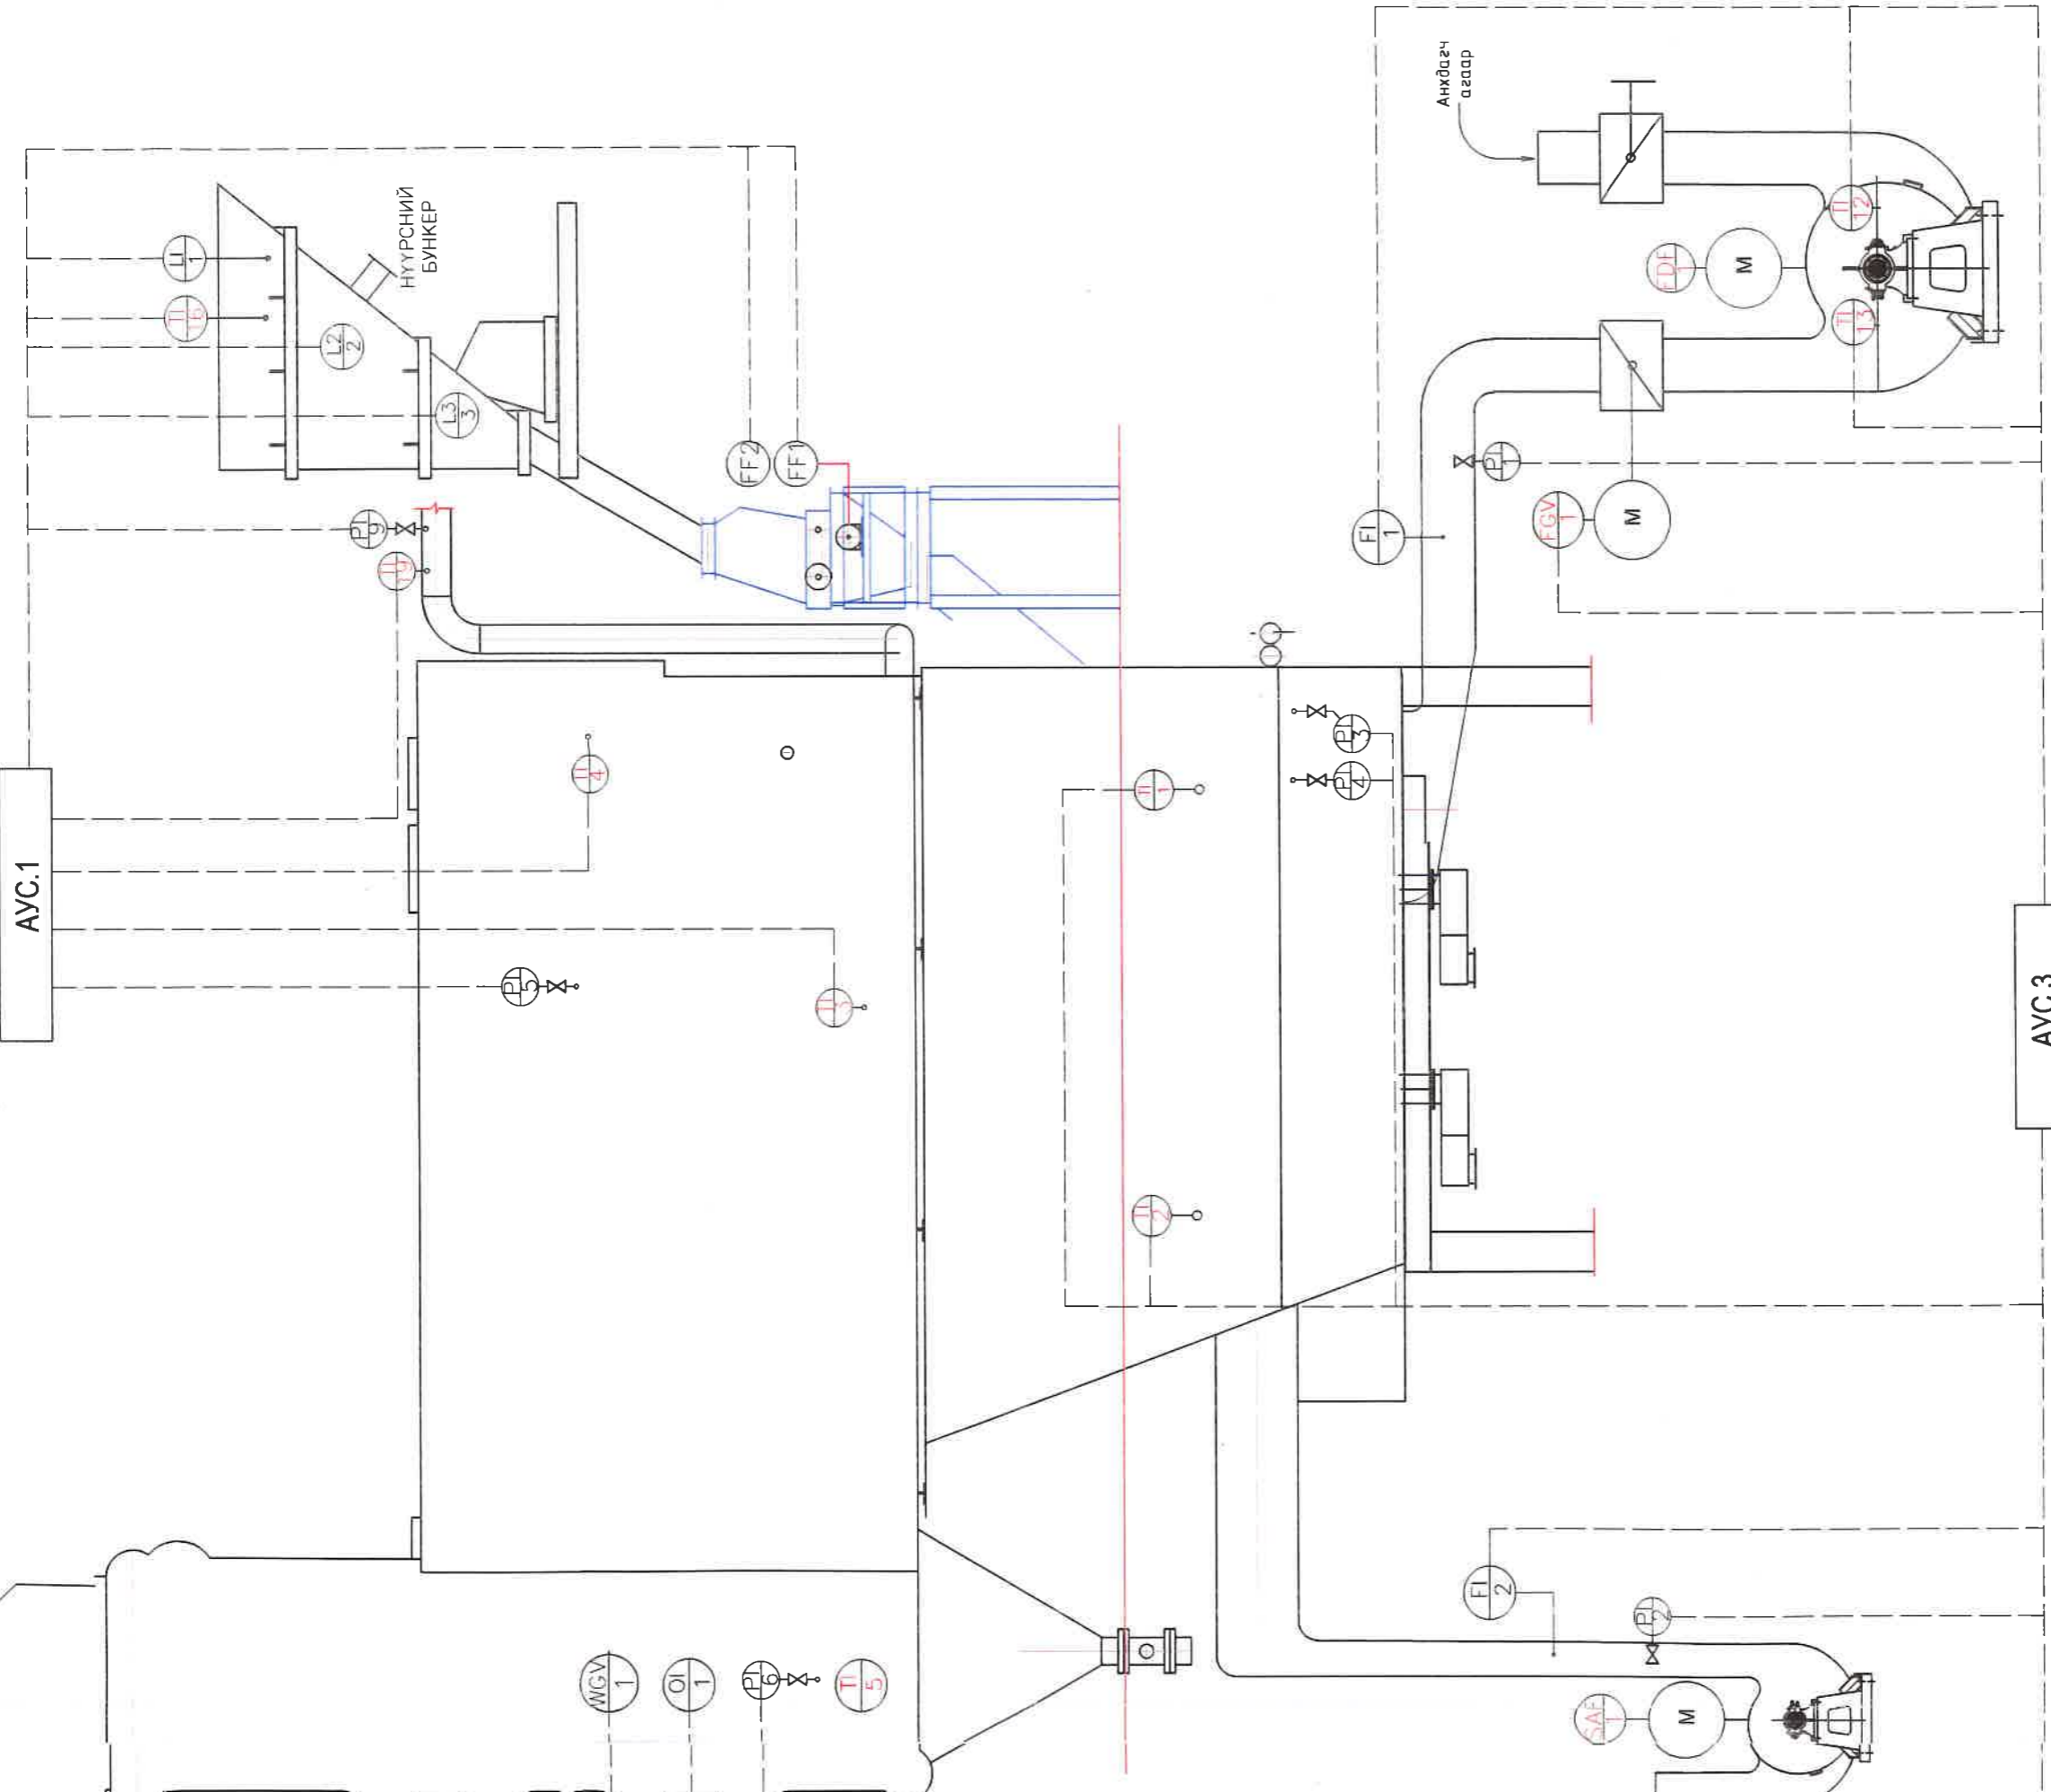 АУС.1
LI
1
TI
16
L2
2
L3
3
НҮҮРСНИЙ
БУНКЕР
PI
9
TI
19
FF2
FF1
Анхдагч
агаар
TI
12
FDF
1
M
TI
13
PI
1
FI
1
FGV
1
M
TI
4
PI
5
TI
3
TI
1
TI
2
PI
3
PI
4
АУС.3
WGV
1
OI
1
PI
6
TI
5
FI
2
PI
2
SAF
1
M